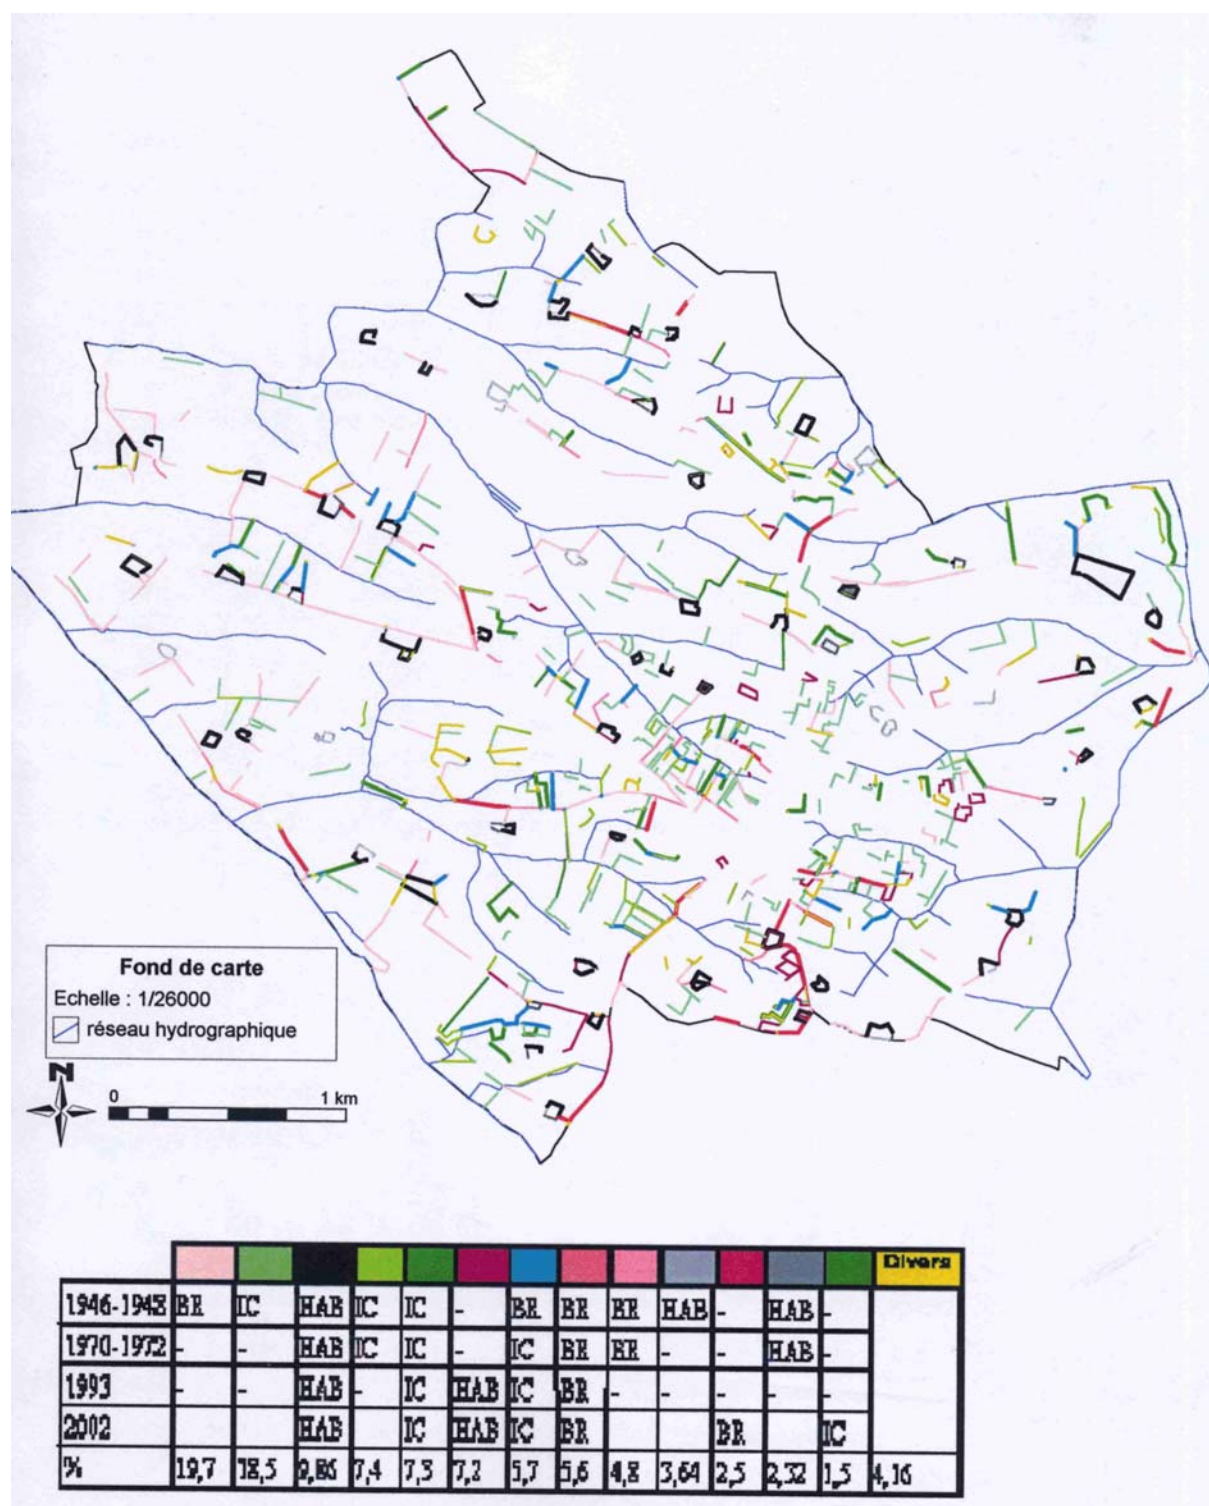 Fond de carte
Echelle : 1/26000
réseau hydrographique
N
0 1 km
Divers
1946-1948 BR IC HAB IC IC - BR BR BR HAB - HAB -
1970-1972 - - HAB IC IC - IC BR BR - - HAB -
1993 - - HAB - IC HAB IC BR - - - - -
2002 HAB IC HAB IC BR BR IC
% 19,7 18,5 9,86 7,4 7,3 7,2 5,7 5,6 4,8 3,64 2,5 2,32 1,5 4,16